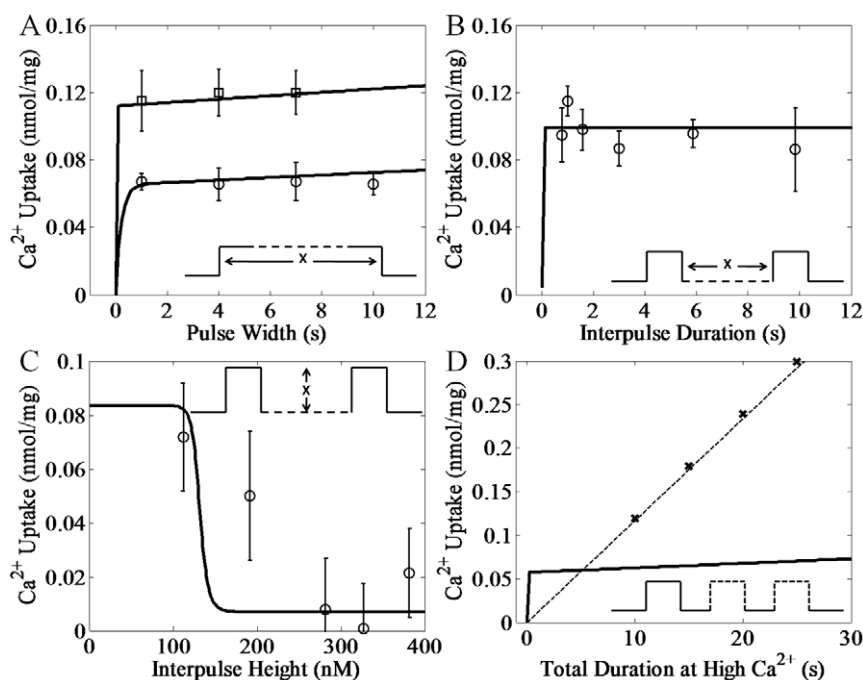 A
0.16
0.12
0.08
0.04
0
0 2 4 6 8 10 12
Ca2+ Uptake (nmol/mg)
Pulse Width (s)
x
B
0.16
0.12
0.08
0.04
0
0 2 4 6 8 10 12
Ca2+ Uptake (nmol/mg)
Interpulse Duration (s)
x
C
0.1
0.08
0.06
0.04
0.02
0
0 100 200 300 400
Ca2+ Uptake (nmol/mg)
Interpulse Height (nM)
x
D
0.3
0.2
0.15
0.1
0.05
0
0 10 20 30
Ca2+ Uptake (nmol/mg)
Total Duration at High Ca2+ (s)